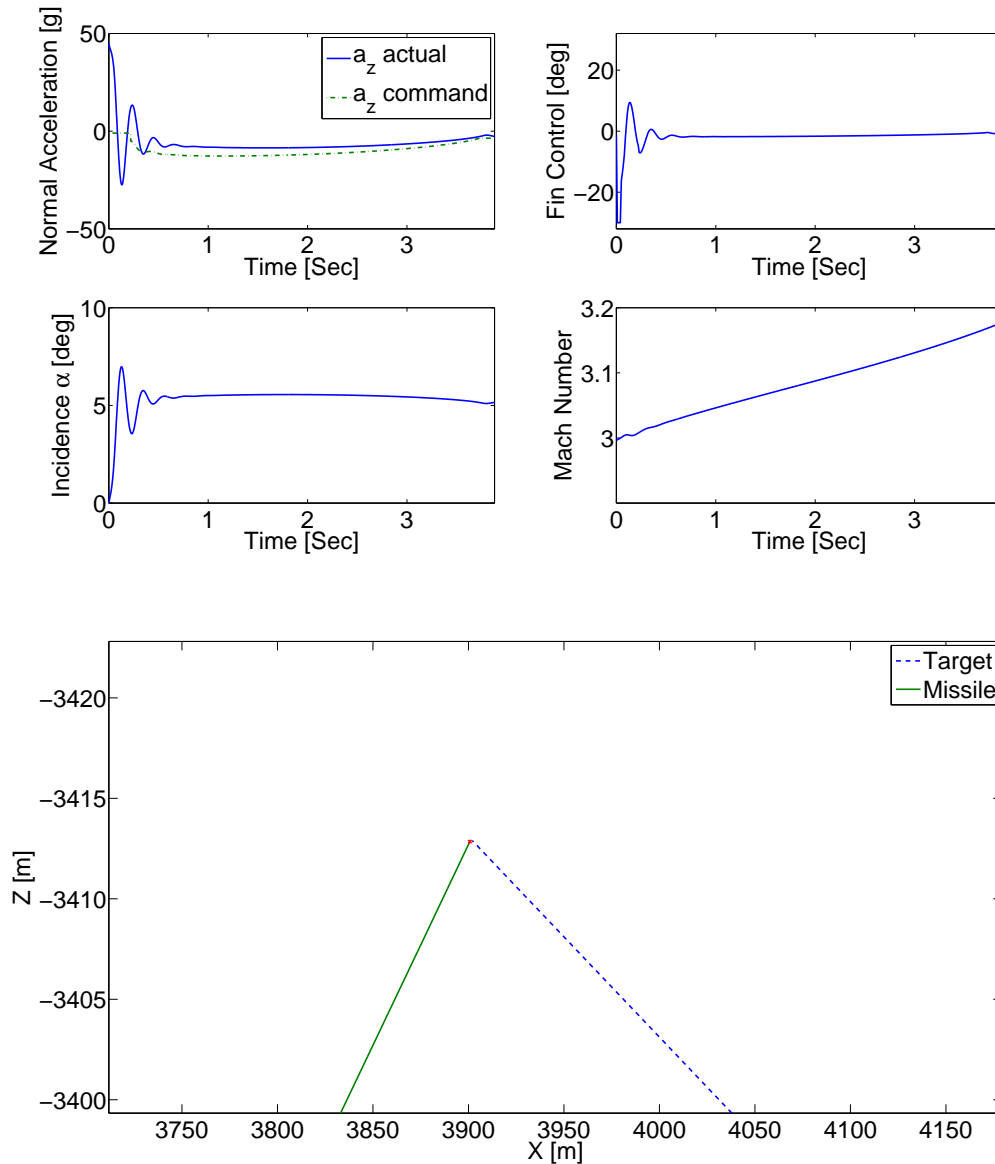 Normal Acceleration [g]
50
0
−50
a_z actual
a_z command
0 1 2 3
Time [Sec]
Fin Control [deg]
20
0
−20
0 1 2 3
Time [Sec]
Incidence α [deg]
10
5
0
0 1 2 3
Time [Sec]
Mach Number
3.2
3.1
3
0 1 2 3
Time [Sec]
Target
Missile
Z [m]
−3420
−3415
−3410
−3405
−3400
3750 3800 3850 3900 3950 4000 4050 4100 4150
X [m]